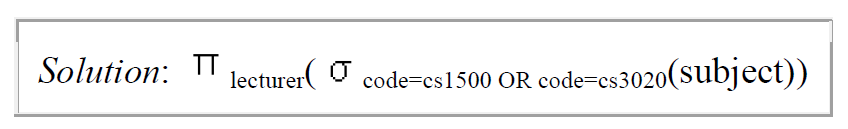 Solution: π lecturer( σ code=cs1500 OR code=cs3020(subject))